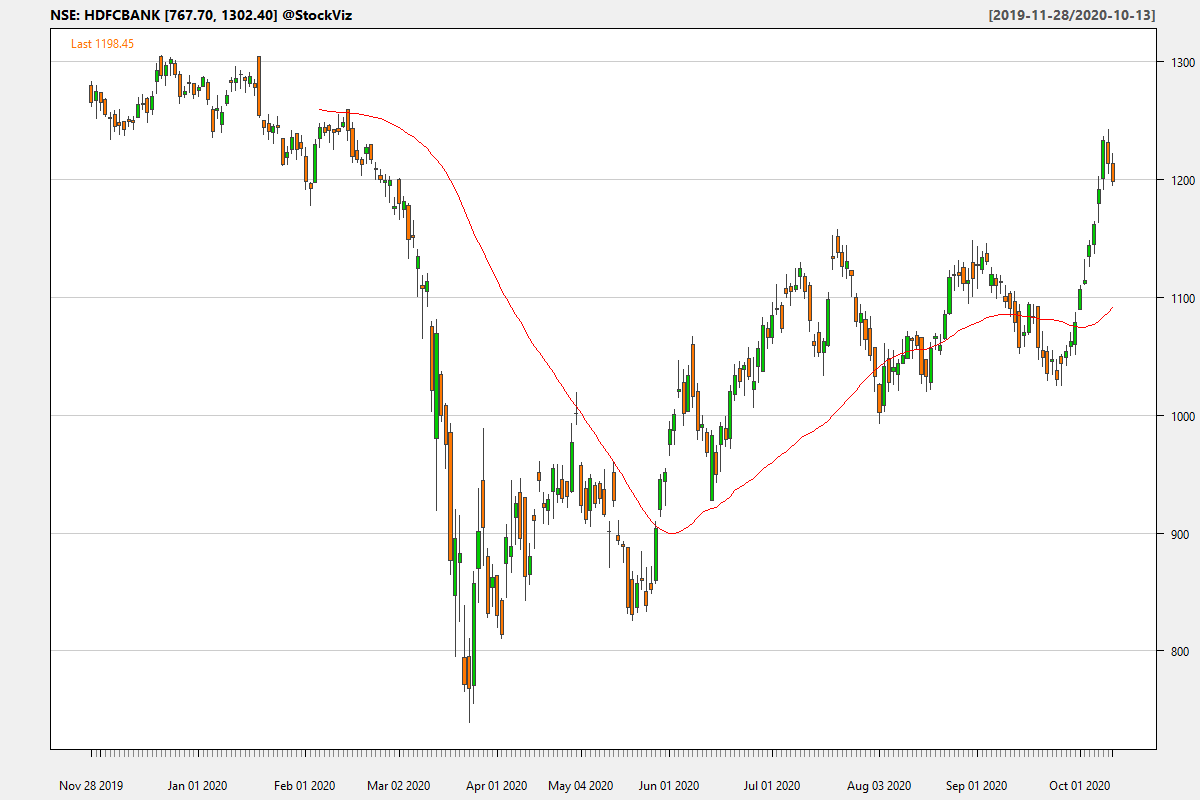 NSE: HDFCBANK [767.70, 1302.40] @StockViz
[2019-11-28/2020-10-13]
Last 1198.45
1300
1200
1100
1000
900
800
Nov 28 2019 Jan 01 2020 Feb 01 2020 Mar 02 2020 Apr 01 2020 May 04 2020 Jun 01 2020 Jul 01 2020 Aug 03 2020 Sep 01 2020 Oct 01 2020